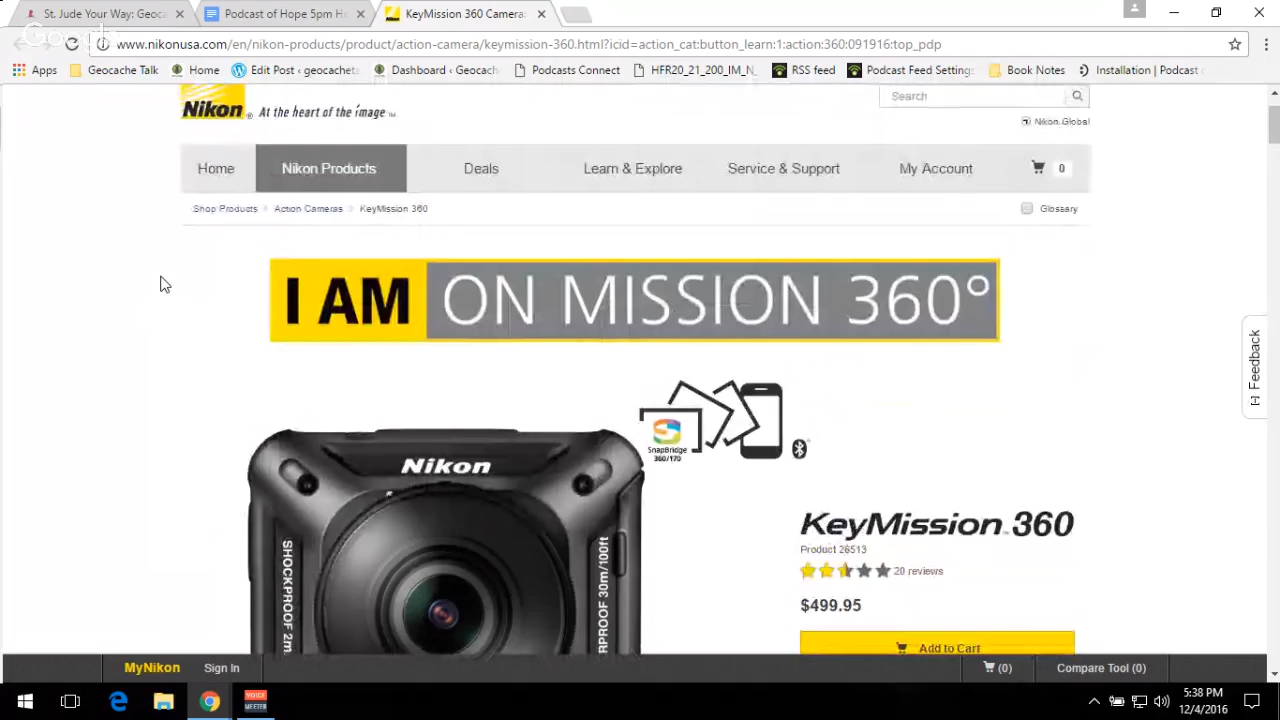 St. Jude Your Way: Geoca
Podcast of Hope 5pm H
KeyMission 360 Camera
Google
www.nikonusa.com/en/nikon-products/product/action-camera/keymission-360.html?icid=action_cat:button_learn:1:action:360:091916:top_pdp
Apps Geocache Talk Home Edit Post ‹ geocachet Dashboard ‹ Geocach Podcasts Connect HFR20_21_200_IM_N RSS feed Podcast Feed Settings Book Notes Installation | Podcast
Nikon At the heart of the image ™
Search
Nikon Global
Home Nikon Products Deals Learn & Explore Service & Support My Account 0
Shop Products Action Cameras KeyMission 360
Glossary
I AM ON MISSION 360°
SnapBridge
360/170
Nikon
SHOCKPROOF 2m
RPROOF 30m/100ft
KeyMission™ 360
Product 26513
20 reviews
$499.95
Add to Cart
[-] Feedback
MyNikon Sign In (0) Compare Tool (0)
VOICE
MEETER
5:38 PM
12/4/2016